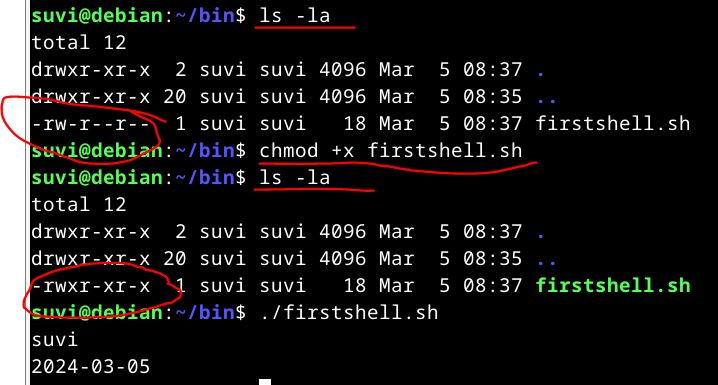 suvi@debian:~/bin$ ls -la
total 12
drwxr-xr-x  2 suvi suvi 4096 Mar  5 08:37 .
drwxr-xr-x 20 suvi suvi 4096 Mar  5 08:35 ..
-rw-r--r--  1 suvi suvi   18 Mar  5 08:37 firstshell.sh
suvi@debian:~/bin$ chmod +x firstshell.sh
suvi@debian:~/bin$ ls -la
total 12
drwxr-xr-x  2 suvi suvi 4096 Mar  5 08:37 .
drwxr-xr-x 20 suvi suvi 4096 Mar  5 08:35 ..
-rwxr-xr-x  1 suvi suvi   18 Mar  5 08:37 firstshell.sh
suvi@debian:~/bin$ ./firstshell.sh
suvi
2024-03-05